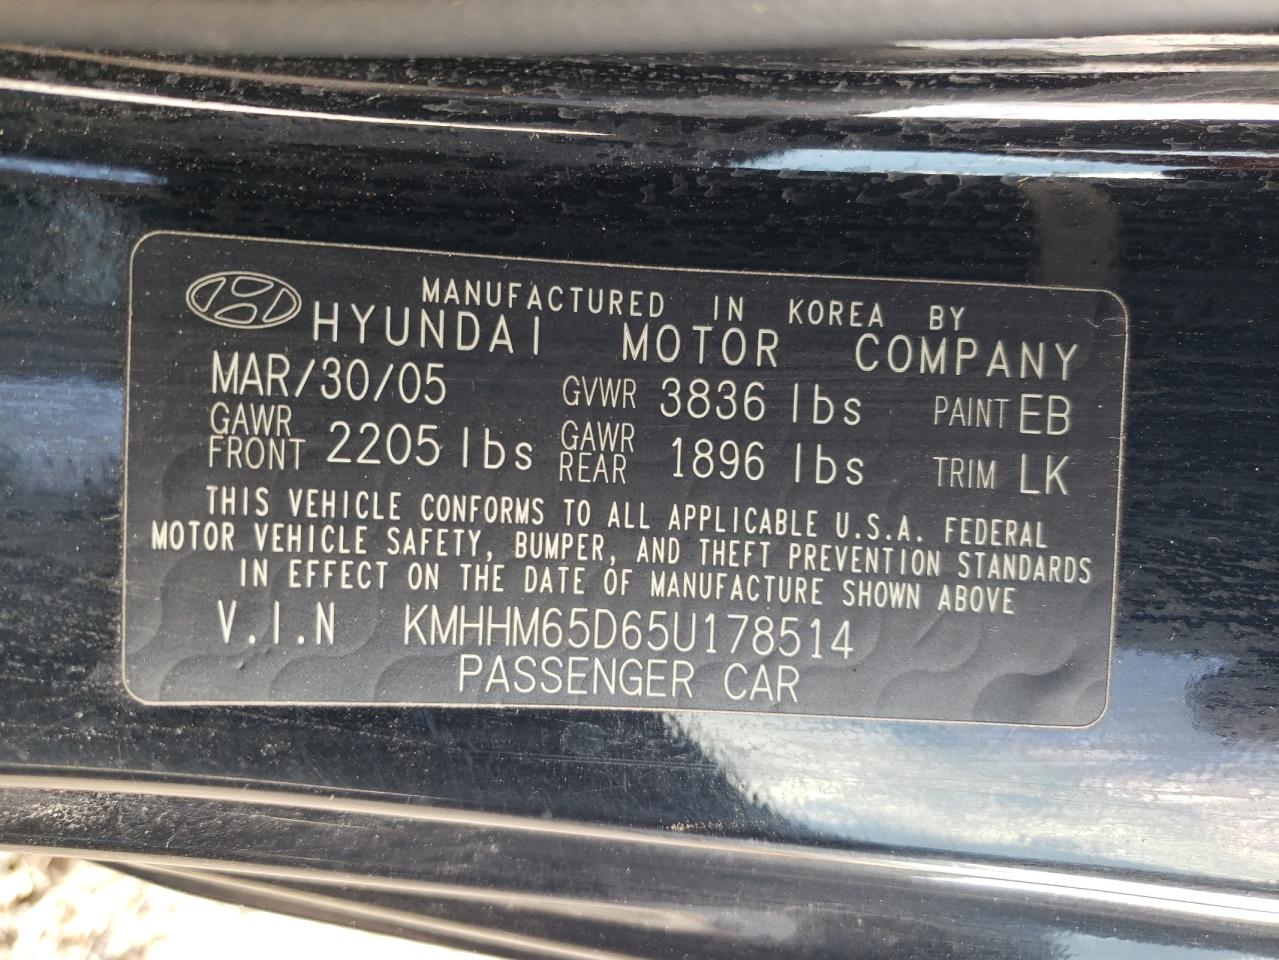 MANUFACTURED IN KOREA BY
HYUNDAI MOTOR COMPANY
MAR/30/05 GVWR 3836 lbs PAINT EB
GAWR FRONT 2205 lbs GAWR REAR 1896 lbs TRIM LK
THIS VEHICLE CONFORMS TO ALL APPLICABLE U.S.A. FEDERAL
MOTOR VEHICLE SAFETY, BUMPER, AND THEFT PREVENTION STANDARDS
IN EFFECT ON THE DATE OF MANUFACTURE SHOWN ABOVE
V.I.N KMHHM65D65U178514
PASSENGER CAR